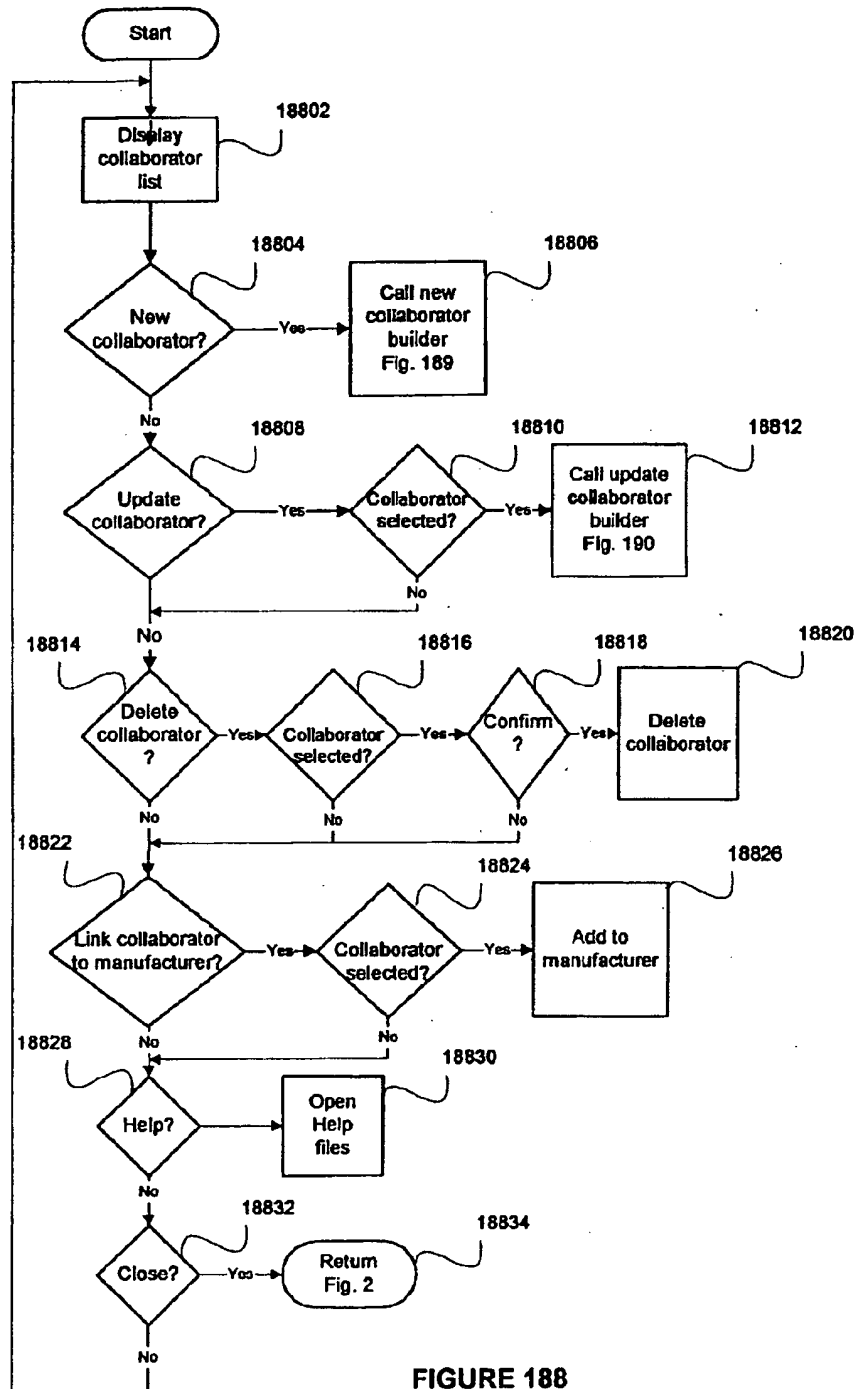 Start
18802
Display
collaborator
list
18804
18806
New
collaborator?
Yes
Call new
collaborator
builder
Fig. 189
No
18808
18810
18812
Update
collaborator?
Yes
Collaborator
selected?
Yes
Call update
collaborator
builder
Fig. 190
No
No
18814
18816
18818
18820
Delete
collaborator
?
Yes
Collaborator
selected?
Yes
Confirm
?
Yes
Delete
collaborator
No
No
No
18822
18824
18826
Link collaborator
to manufacturer?
Yes
Collaborator
selected?
Yes
Add to
manufacturer
No
No
18828
18830
Help?
Open
Help
files
No
18832
18834
Close?
Yes
Return
Fig. 2
No
FIGURE 188